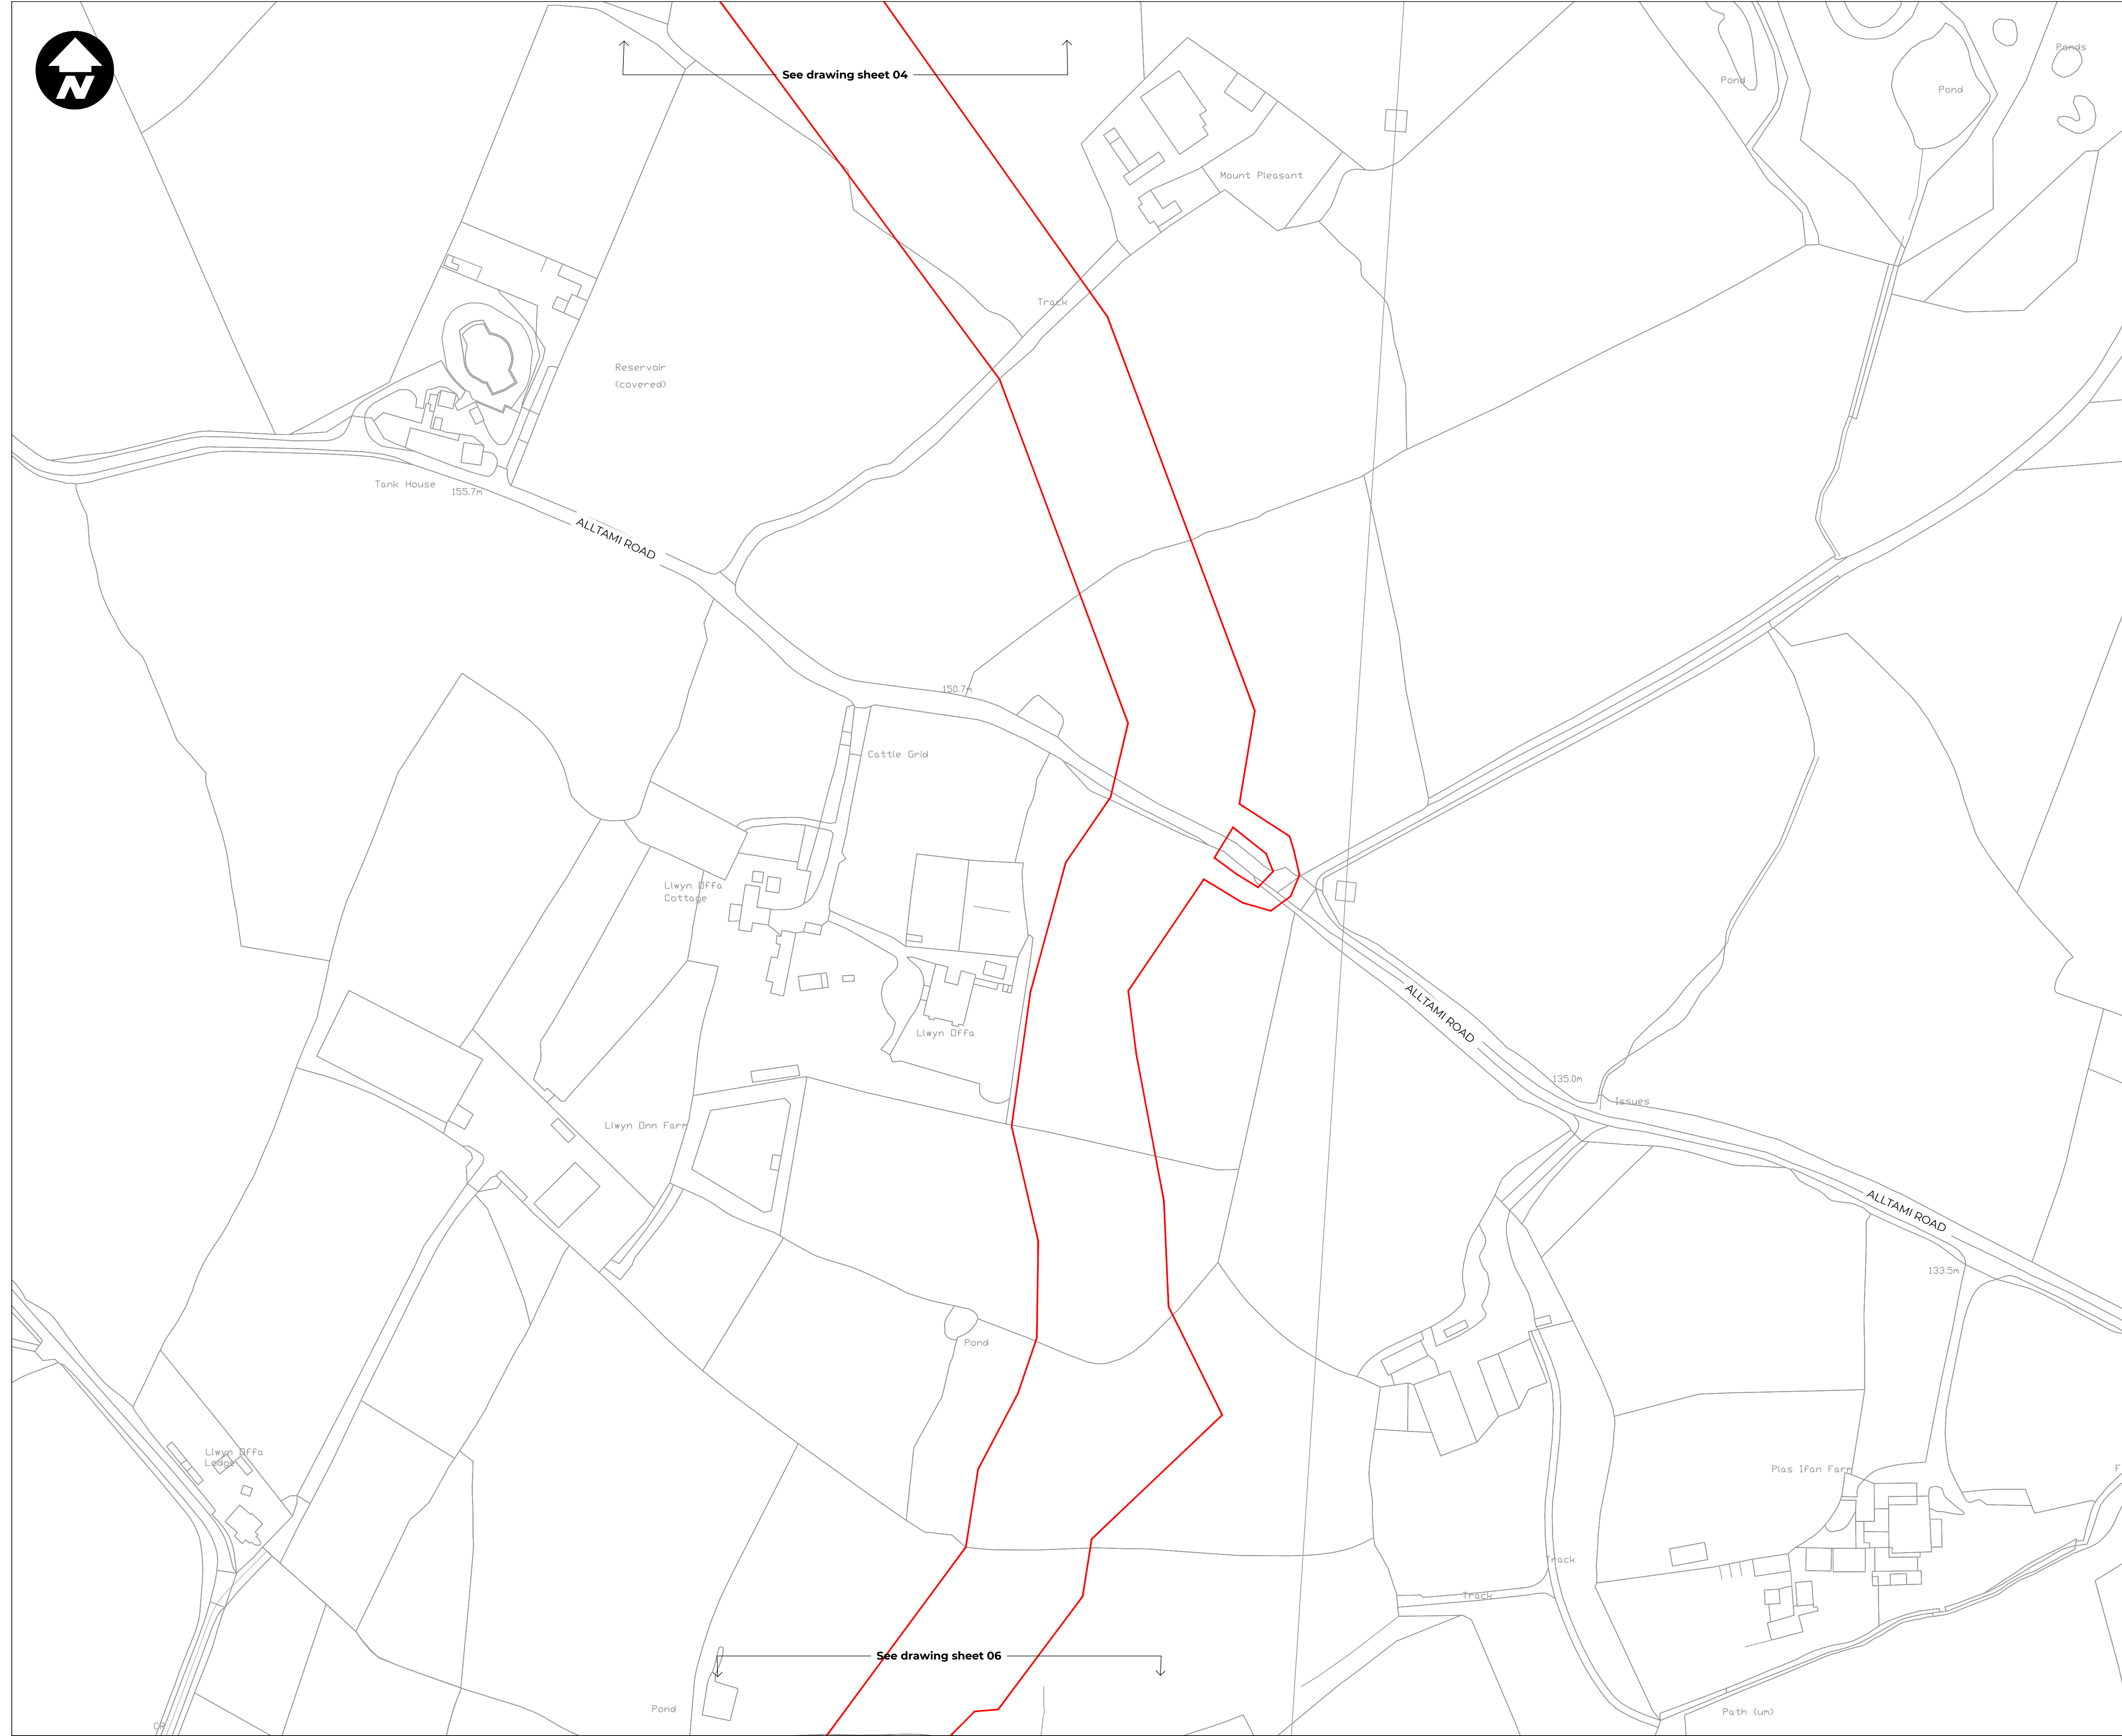 N
See drawing sheet 04
Ponds
Pond
Pond
Mount Pleasant
Track
Reservoir
(covered)
Tank House
155.7m
ALLTAMI ROAD
150.7m
Cattle Grid
Llwyn Offa
Cottage
Llwyn Offa
ALLTAMI ROAD
135.0m
Issues
Llwyn Onn Farm
ALLTAMI ROAD
133.5m
Pond
Llwyn Offa
Lodge
Plas Ifan Farm
F
Track
Track
See drawing sheet 06
Pond
Path (um)
CR